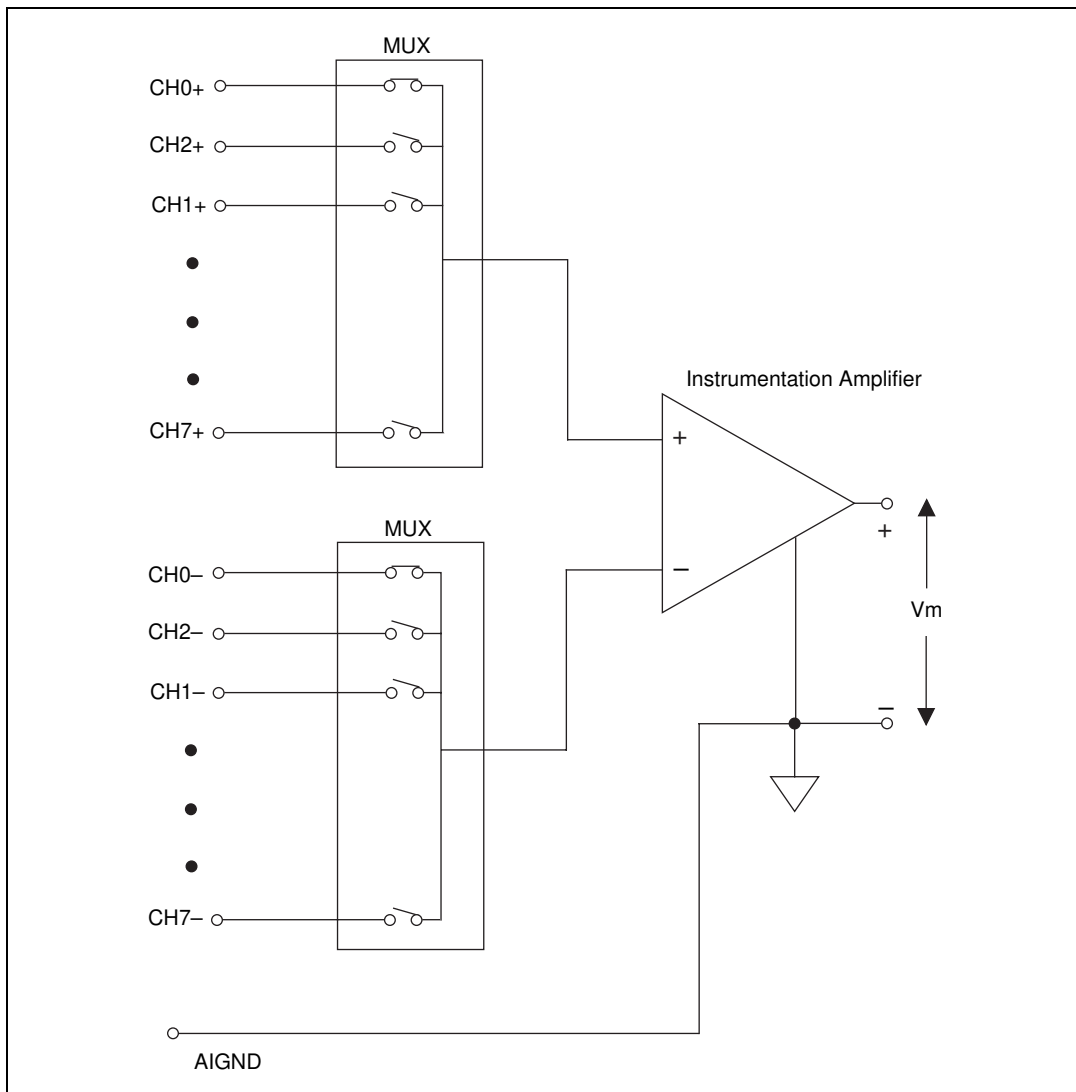 MUX
CH0+
CH2+
CH1+
CH7+
Instrumentation Amplifier
+
−
+
Vm
−
MUX
CH0−
CH2−
CH1−
CH7−
AIGND